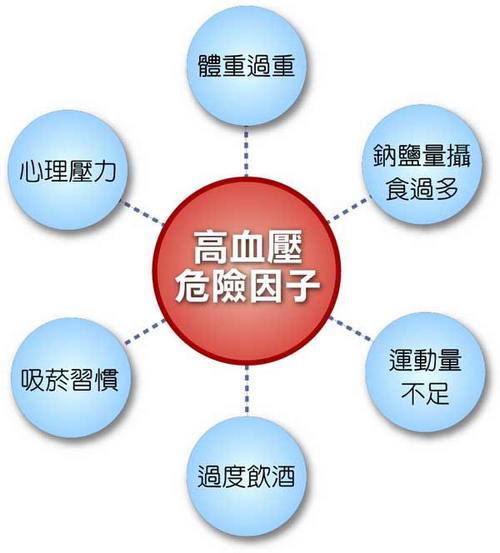 體重過重
鈉鹽量攝
食過多
運動量
不足
過度飲酒
吸菸習慣
心理壓力
高血壓
危險因子